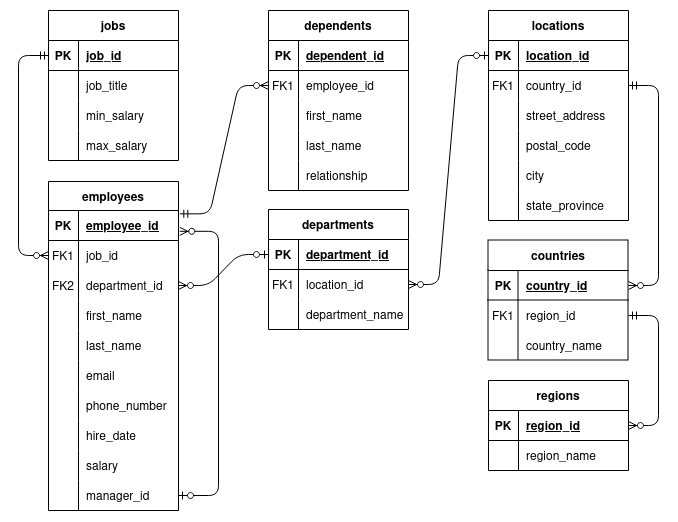 jobs
PK job_id
job_title
min_salary
max_salary
employees
PK employee_id
FK1 job_id
FK2 department_id
first_name
last_name
email
phone_number
hire_date
salary
manager_id
dependents
PK dependent_id
FK1 employee_id
first_name
last_name
relationship
departments
PK department_id
FK1 location_id
department_name
locations
PK location_id
FK1 country_id
street_address
postal_code
city
state_province
countries
PK country_id
FK1 region_id
country_name
regions
PK region_id
region_name